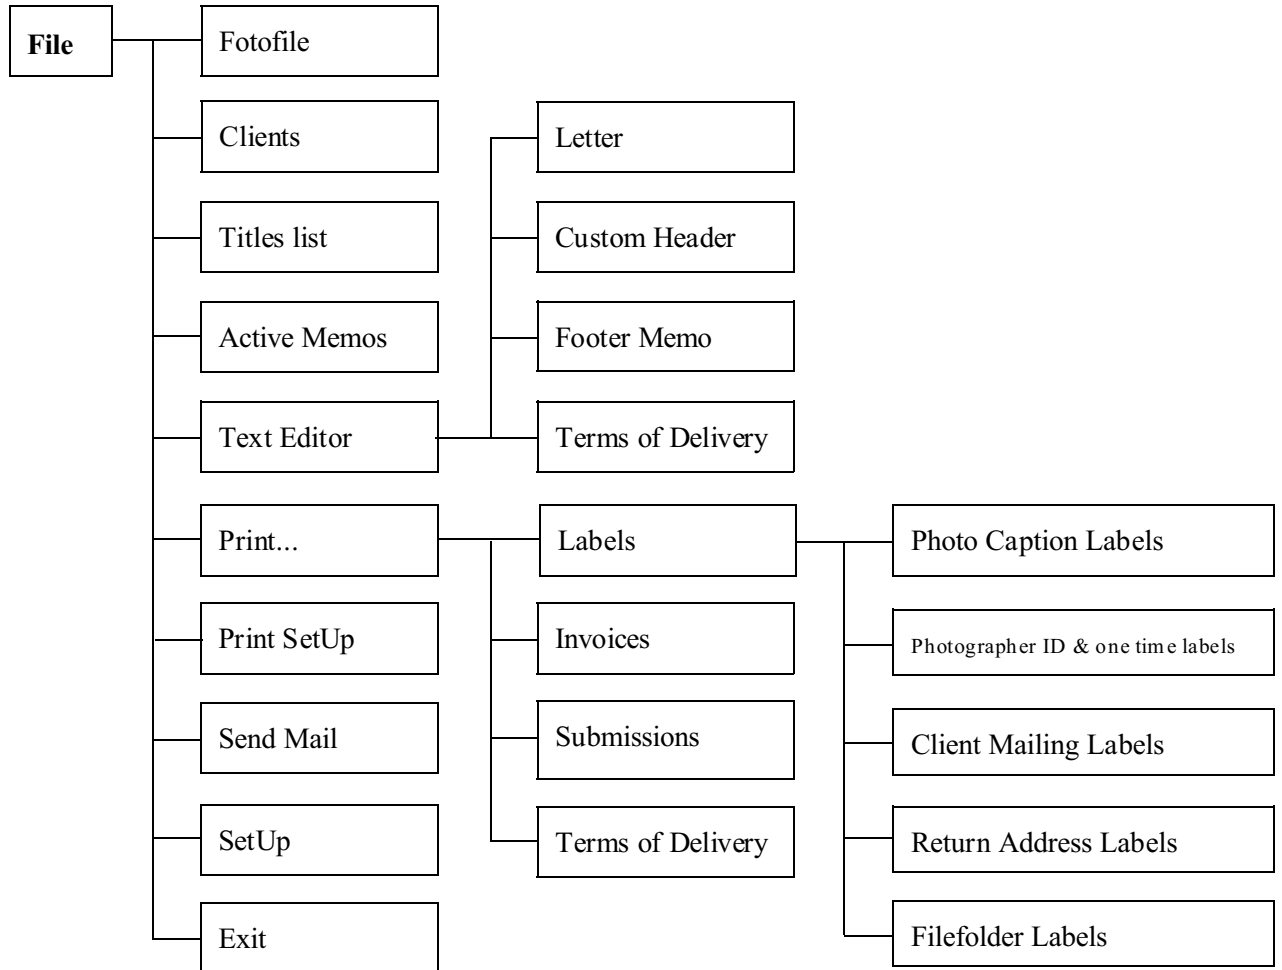 File
Fotofile
Clients
Letter
Titles list
Custom Header
Active Memos
Footer Memo
Text Editor
Terms of Delivery
Print...
Labels
Photo Caption Labels
Print SetUp
Invoices
Photographer ID & one time labels
Send Mail
Submissions
Client Mailing Labels
SetUp
Terms of Delivery
Return Address Labels
Exit
Filefolder Labels